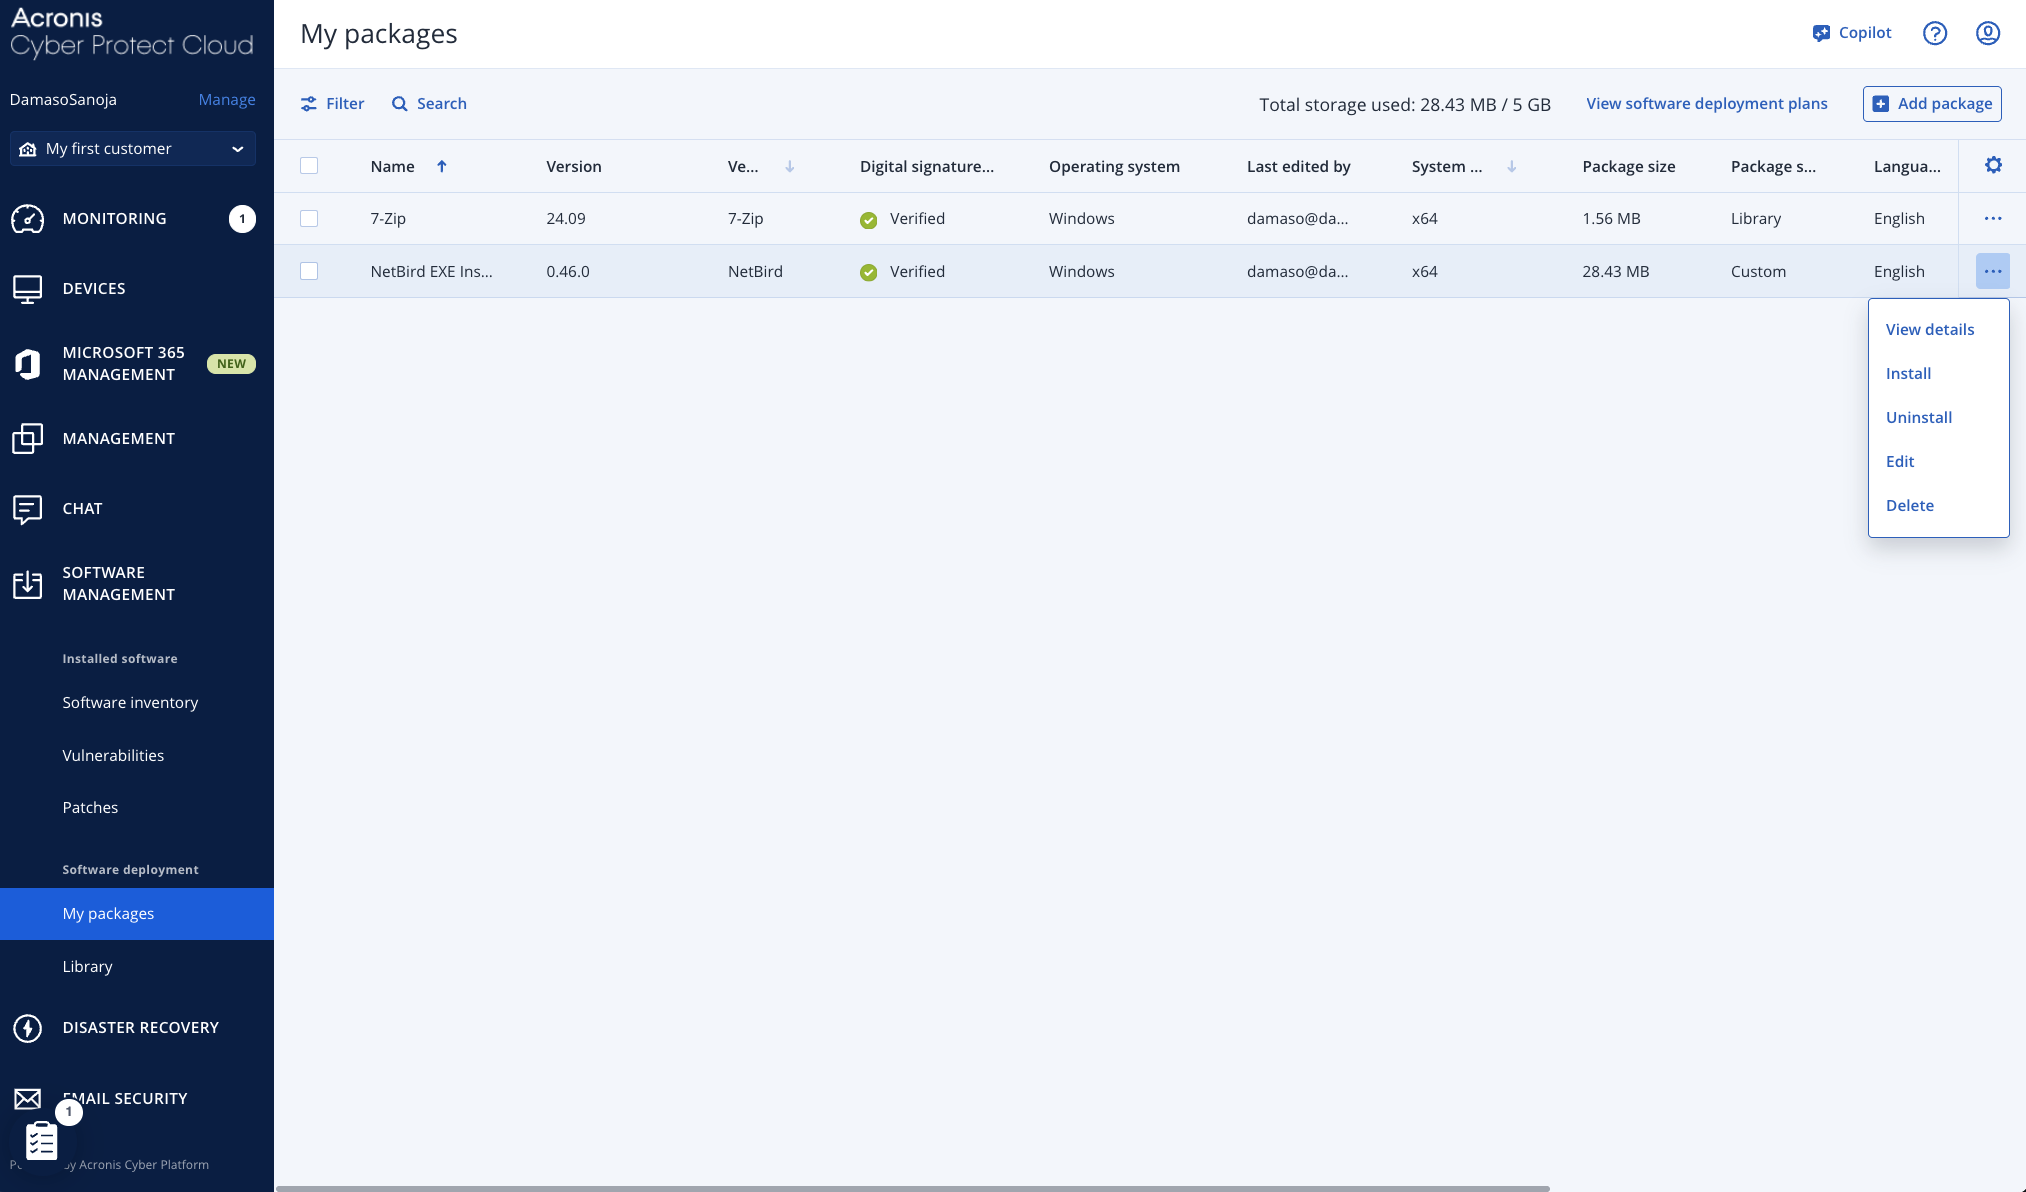 Acronis
Cyber Protect Cloud
DamasoSanoja Manage
My first customer
MONITORING 1
DEVICES
MICROSOFT 365
MANAGEMENT
NEW
MANAGEMENT
CHAT
SOFTWARE
MANAGEMENT
Installed software
Software inventory
Vulnerabilities
Patches
Software deployment
My packages
Library
DISASTER RECOVERY
EMAIL SECURITY
1
by Acronis Cyber Platform
My packages
Copilot
Filter Search Total storage used: 28.43 MB / 5 GB View software deployment plans Add package
Name Version Ve... Digital signature... Operating system Last edited by System ... Package size Package s... Langua...
7-Zip 24.09 7-Zip Verified Windows damaso@da... x64 1.56 MB Library English ...
NetBird EXE Ins... 0.46.0 NetBird Verified Windows damaso@da... x64 28.43 MB Custom English ...
View details
Install
Uninstall
Edit
Delete